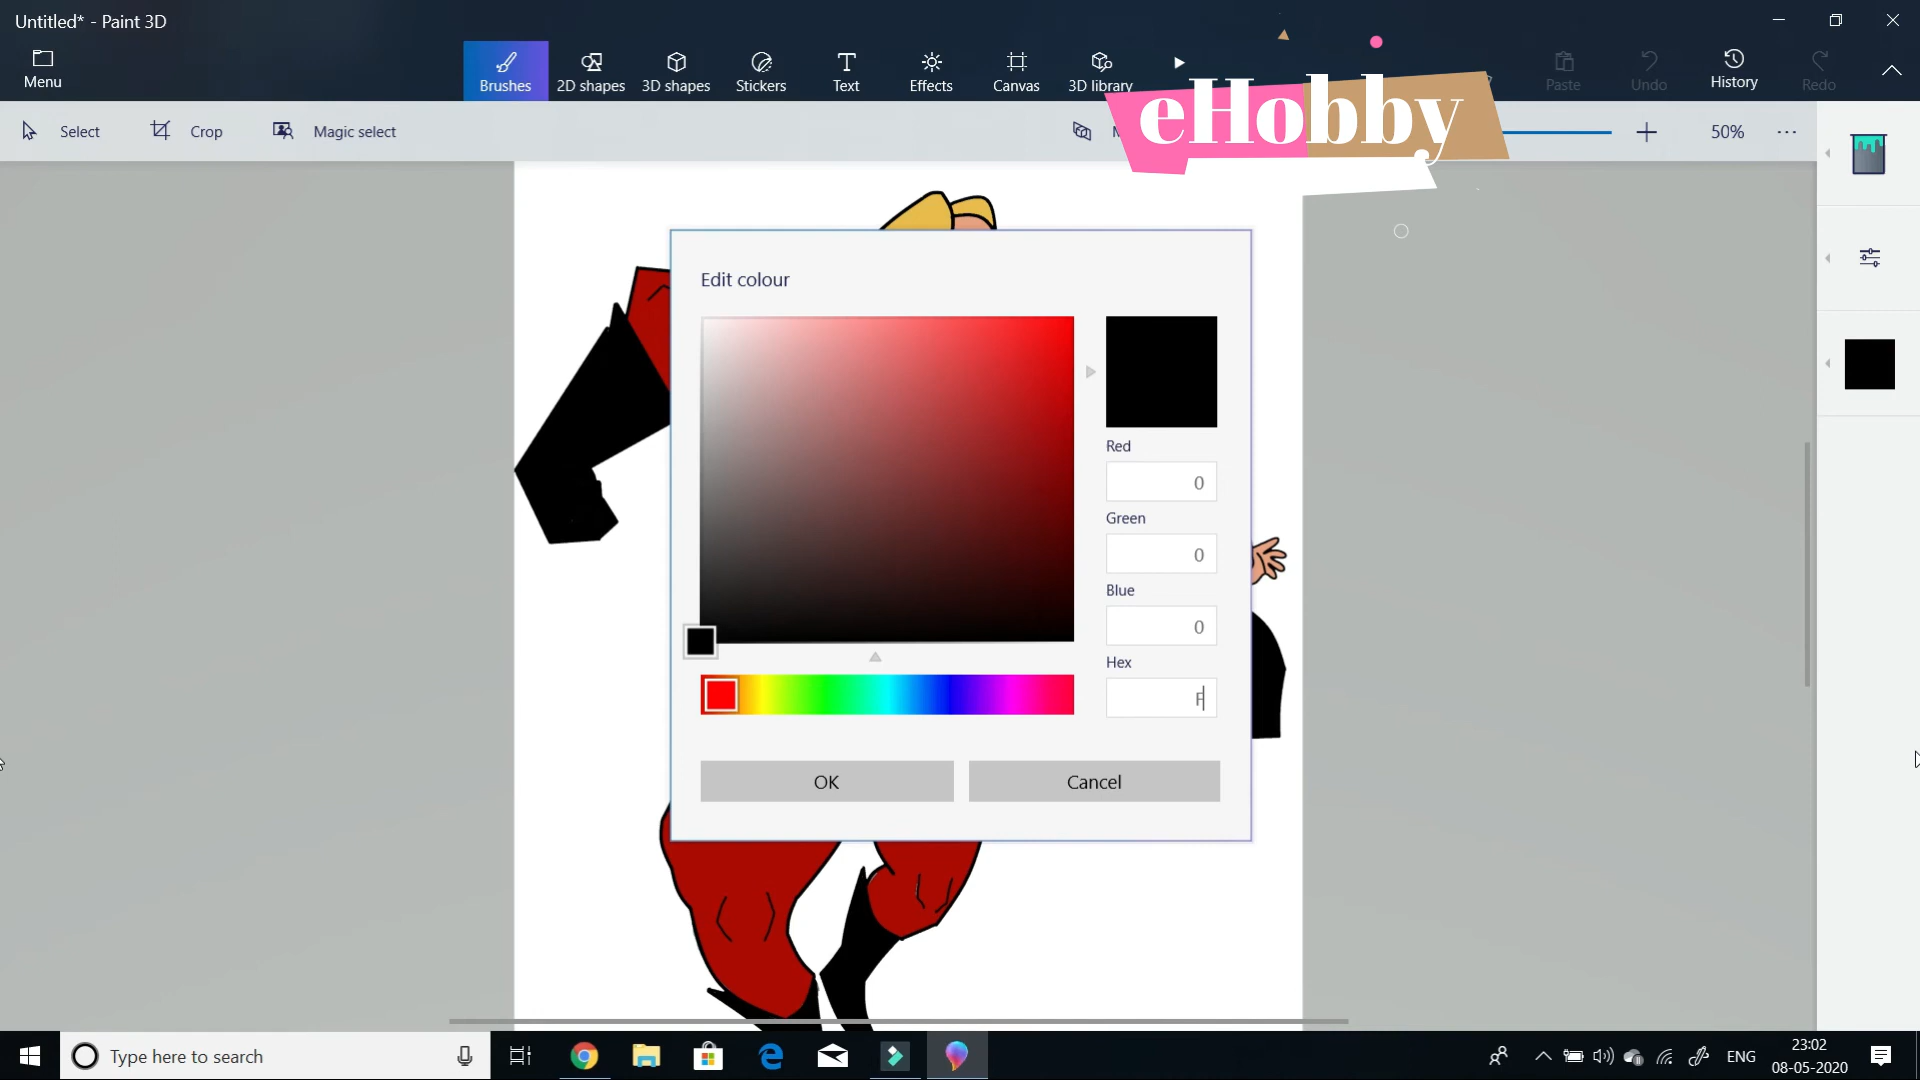 Untitled* - Paint 3D
Menu
Brushes
2D shapes
3D shapes
Stickers
Text
Effects
Canvas
3D library
Paste
Undo
History
Redo
eHobby
Select
Crop
Magic select
50%
Edit colour
Red
0
Green
0
Blue
0
Hex
F
OK
Cancel
Type here to search
ENG
23:02
08-05-2020